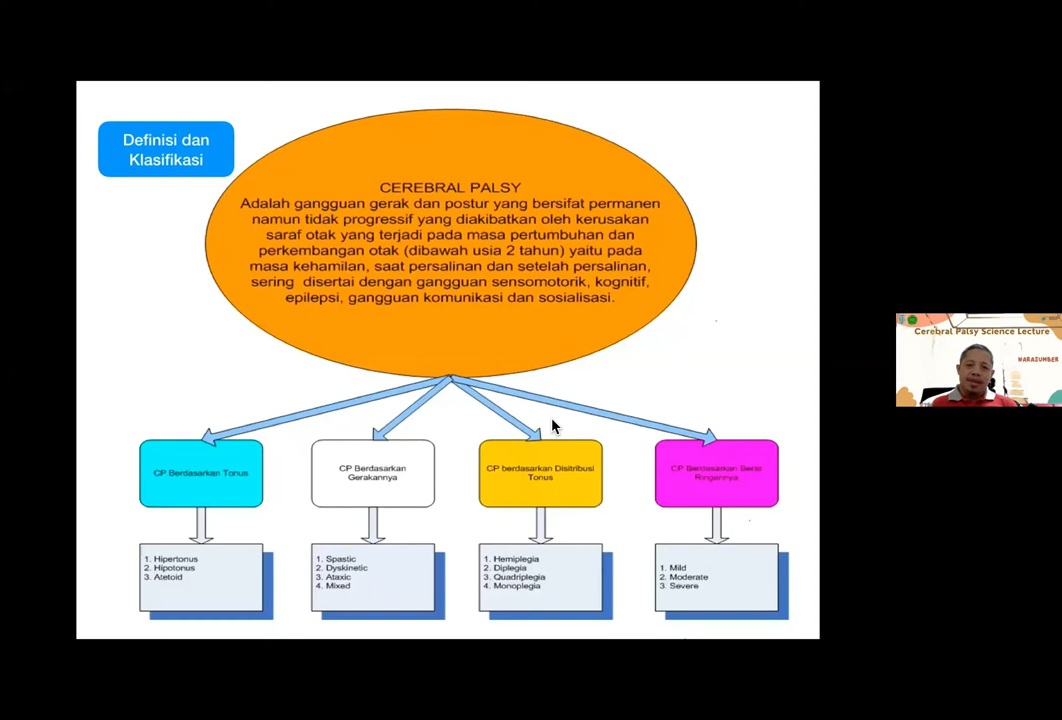 Definisi dan
Klasifikasi
CEREBRAL PALSY
Adalah gangguan gerak dan postur yang bersifat permanen
namun tidak progressif yang diakibatkan oleh kerusakan
saraf otak yang terjadi pada masa pertumbuhan dan
perkembangan otak (dibawah usia 2 tahun) yaitu pada
masa kehamilan, saat persalinan dan setelah persalinan,
sering disertai dengan gangguan sensomotorik, kognitif,
epilepsi, gangguan komunikasi dan sosialisasi.
CP Berdasarkan Tonus
CP Berdasarkan
Gerakannya
CP berdasarkan Disitribusi
Tonus
CP Berdasarkan Berat
Ringannya
1. Hipertonus
2. Hipotonus
3. Atetoid
1. Spastic
2. Dyskinetic
3. Ataxic
4. Mixed
1. Hemiplegia
2. Diplegia
3. Quadriplegia
4. Monoplegia
1. Mild
2. Moderate
3. Severe
Cerebral Palsy Science Lecture
NARASUMBER